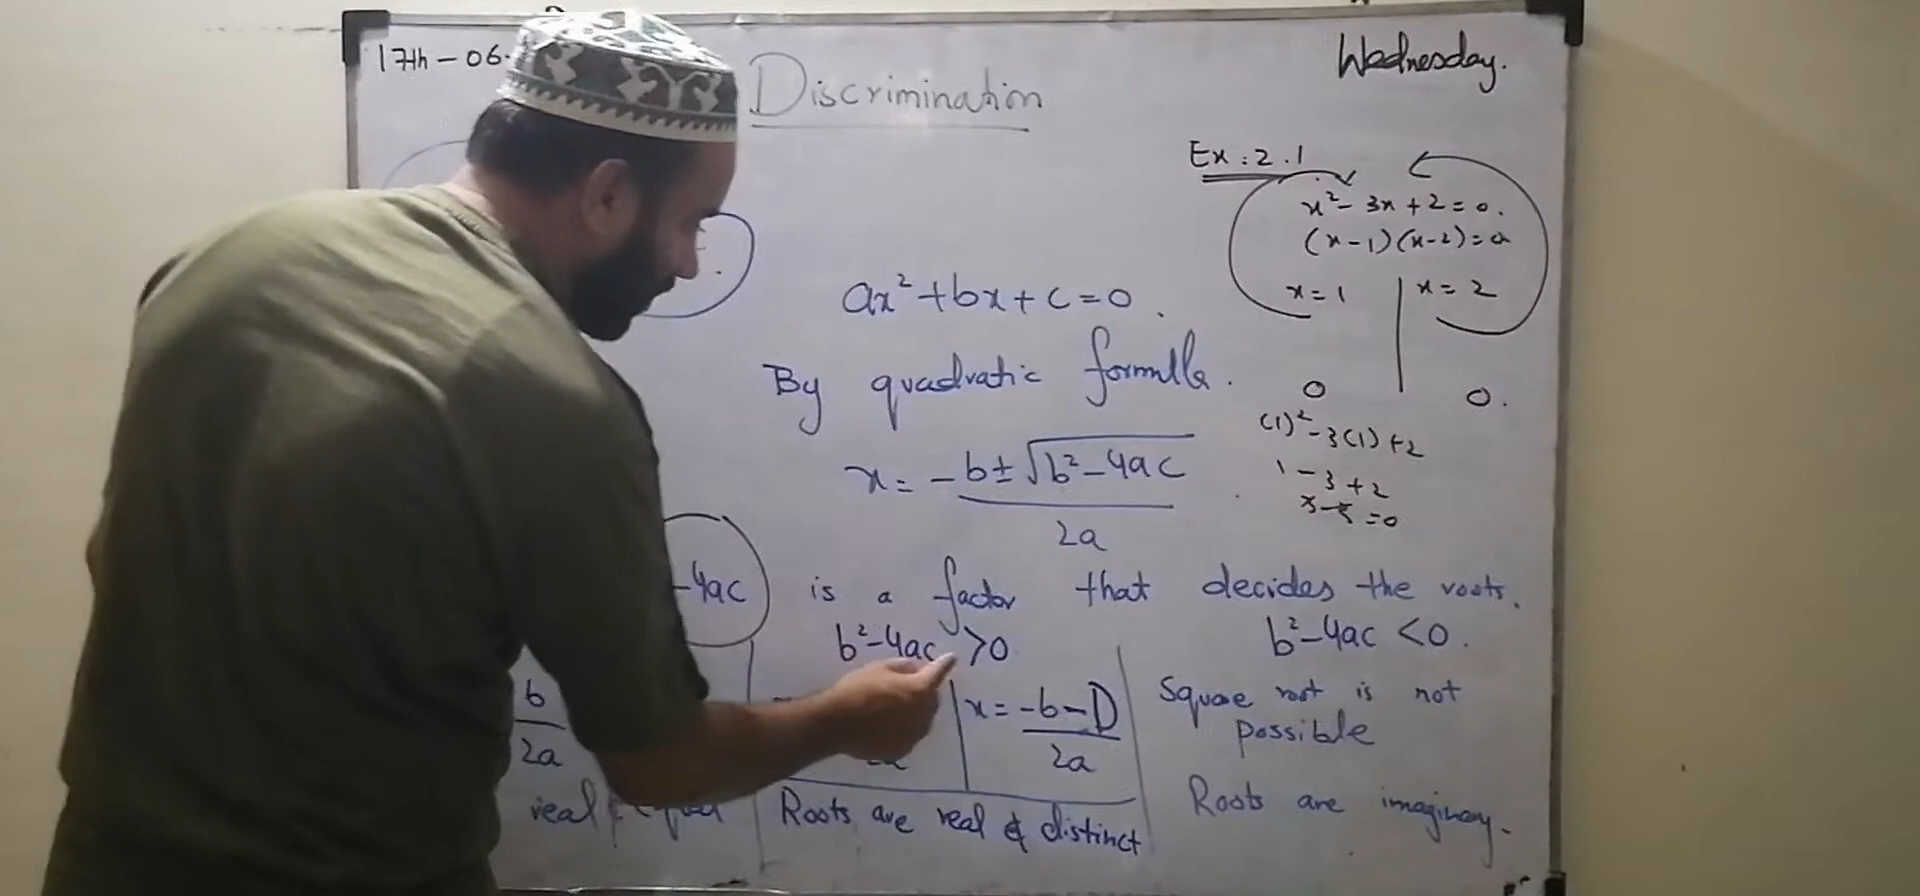 17th - 06.
Wednesday.
Discrimination
Ex : 2.1
x² - 3x + 2 = 0.
(x-1)(x-2)=0
x = 1 | x = 2
ax² + bx + c = 0.
By quadratic formulla.
0 0.
(1)² - 3(1) + 2
x = -b ± √b² - 4ac
2a
1 - 3 + 2
3 - 3 = 0
-4ac is a factor that decides the roots.
b² - 4ac > 0
b² - 4ac < 0.
b
2a
x = -b - D
2a
Square root is not
possible
real
Roots are real & distinct
Roots are imaginary.